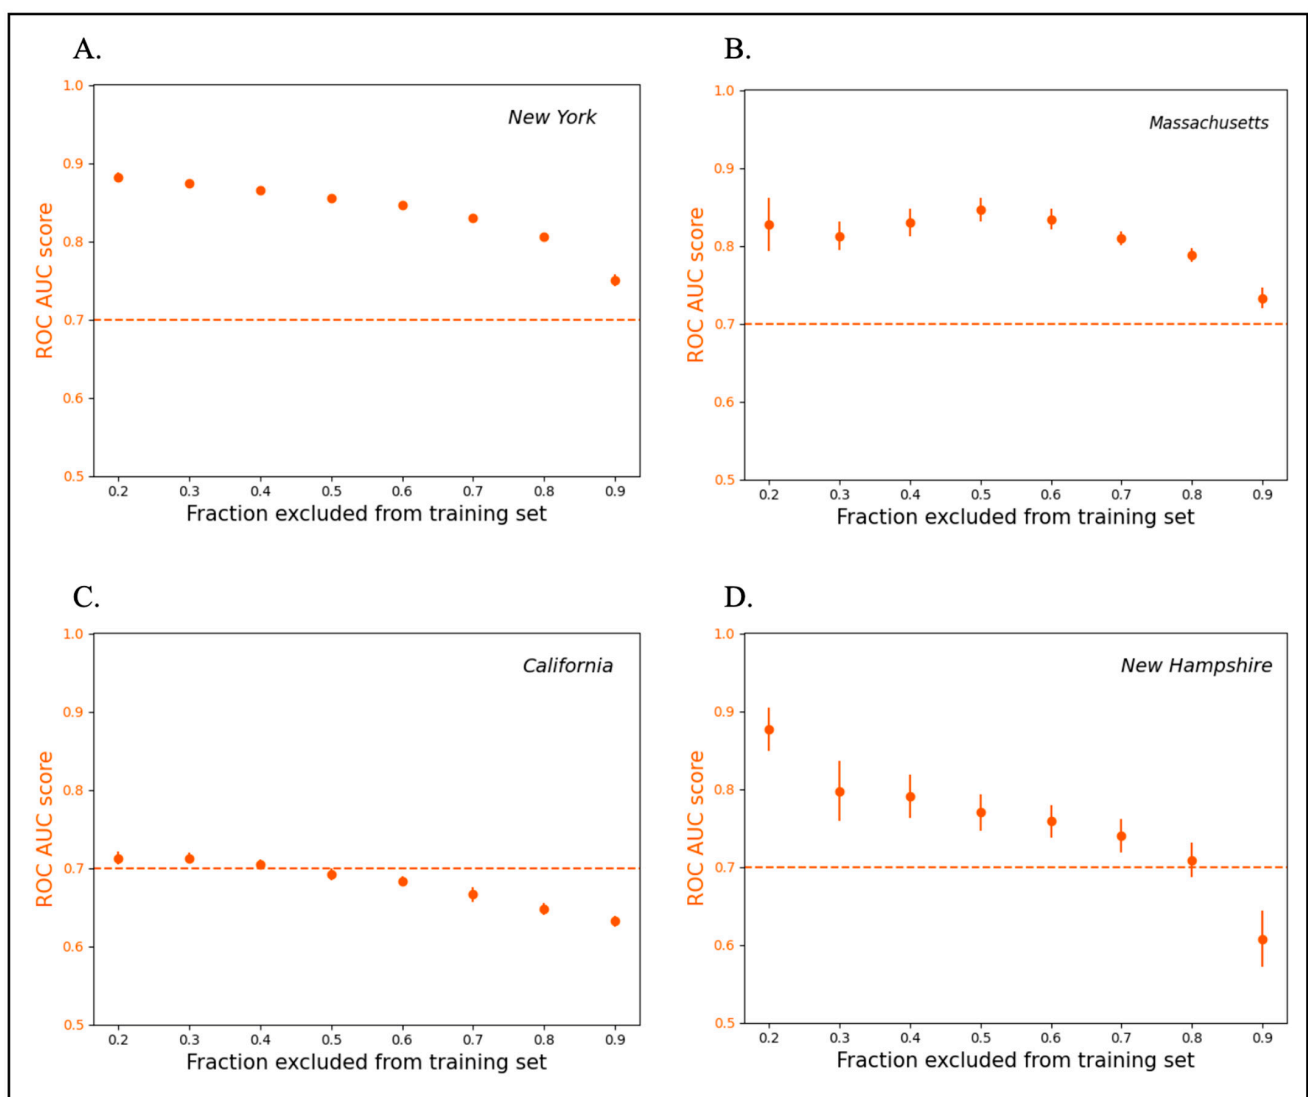 A.
New York
1.0
0.9
0.8
0.7
0.6
0.5
ROC AUC score
0.2 0.3 0.4 0.5 0.6 0.7 0.8 0.9
Fraction excluded from training set
B.
Massachusetts
1.0
0.9
0.8
0.7
0.6
0.5
ROC AUC score
0.2 0.3 0.4 0.5 0.6 0.7 0.8 0.9
Fraction excluded from training set
C.
California
1.0
0.9
0.8
0.7
0.6
0.5
ROC AUC score
0.2 0.3 0.4 0.5 0.6 0.7 0.8 0.9
Fraction excluded from training set
D.
New Hampshire
1.0
0.9
0.8
0.7
0.6
0.5
ROC AUC score
0.2 0.3 0.4 0.5 0.6 0.7 0.8 0.9
Fraction excluded from training set